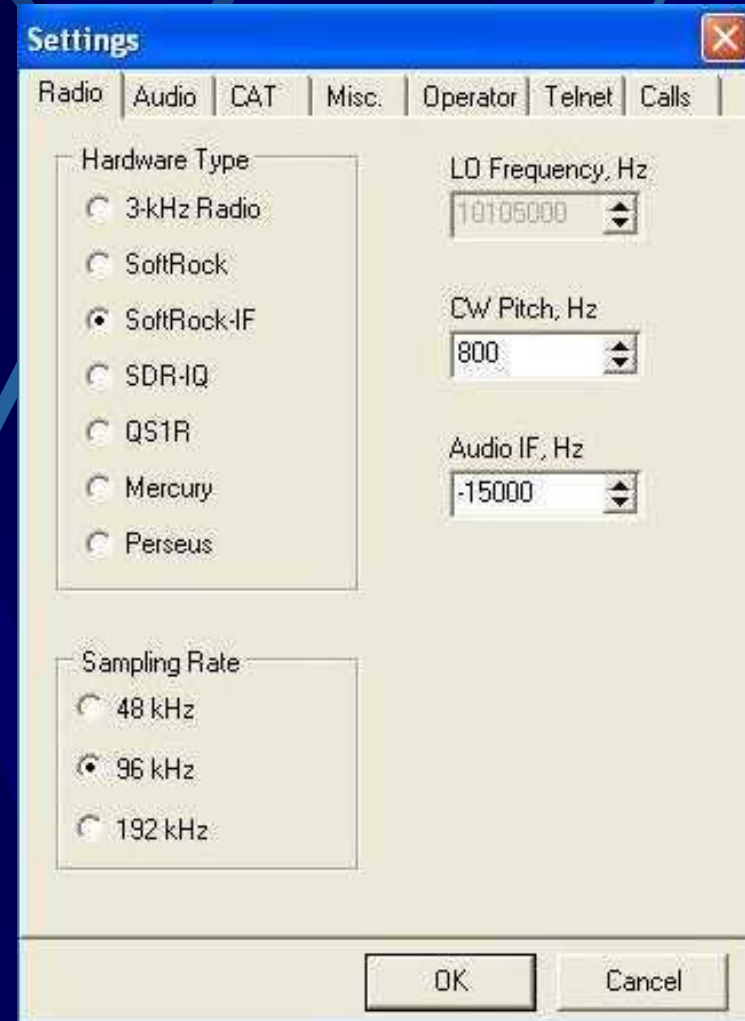 Settings
Radio Audio CAT Misc. Operator Telnet Calls
Hardware Type
3-kHz Radio
SoftRock
SoftRock-IF
SDR-IQ
QS1R
Mercury
Perseus
LO Frequency, Hz
10105000
CW Pitch, Hz
800
Audio IF, Hz
-15000
Sampling Rate
48 kHz
96 kHz
192 kHz
OK Cancel